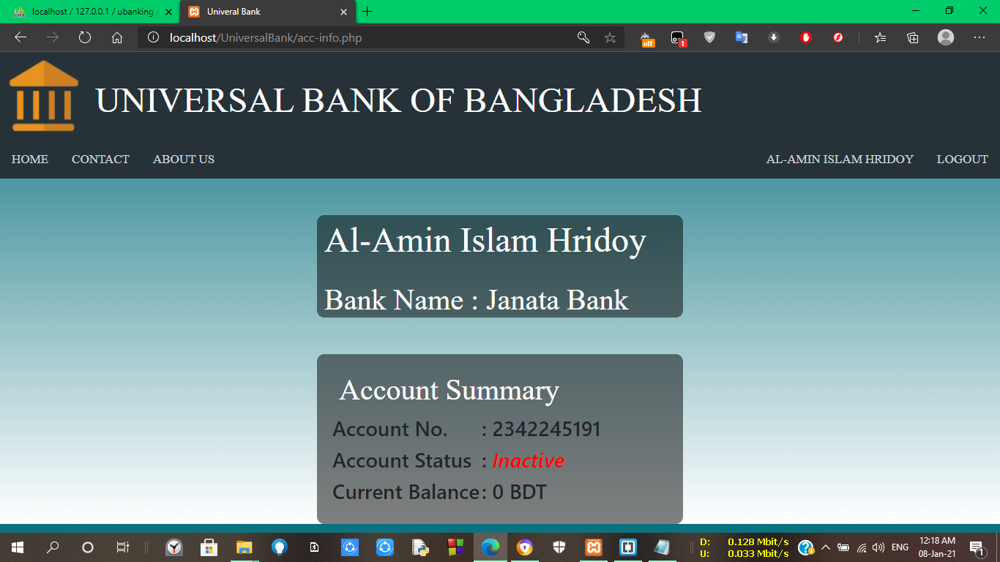 localhost / 127.0.0.1 / ubanking
Univeral Bank
localhost/UniversalBank/acc-info.php
off
1
UNIVERSAL BANK OF BANGLADESH
HOME CONTACT ABOUT US AL-AMIN ISLAM HRIDOY LOGOUT
Al-Amin Islam Hridoy
Bank Name : Janata Bank
Account Summary
Account No. : 2342245191
Account Status : Inactive
Current Balance : 0 BDT
D: 0.128 Mbit/s
U: 0.033 Mbit/s
ENG
12:18 AM
08-Jan-21
1